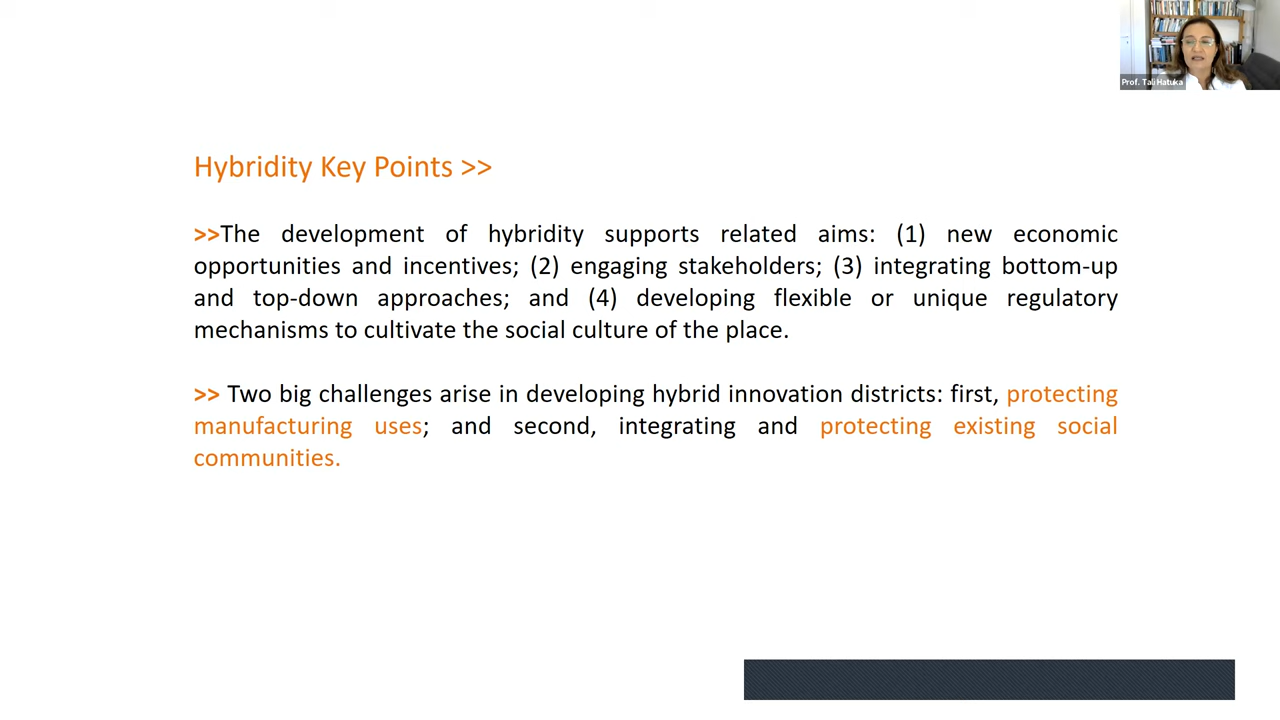 Prof. Tali Hatuka
Hybridity Key Points >>
>>The development of hybridity supports related aims: (1) new economic
opportunities and incentives; (2) engaging stakeholders; (3) integrating bottom-up
and top-down approaches; and (4) developing flexible or unique regulatory
mechanisms to cultivate the social culture of the place.
>> Two big challenges arise in developing hybrid innovation districts: first, protecting
manufacturing uses; and second, integrating and protecting existing social
communities.